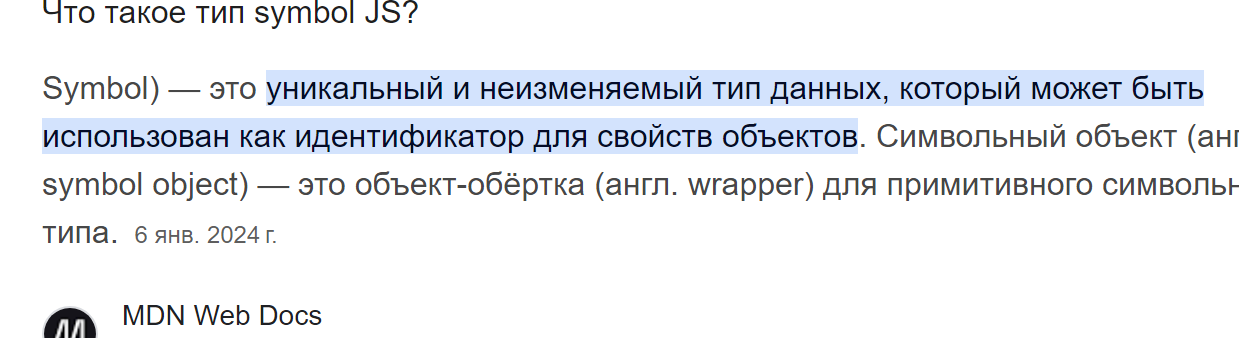 Что такое тип symbol JS?
Symbol) — это уникальный и неизменяемый тип данных, который может быть
использован как идентификатор для свойств объектов. Символьный объект (анг
symbol object) — это объект-обёртка (англ. wrapper) для примитивного символьн
типа. 6 янв. 2024 г.
MDN Web Docs